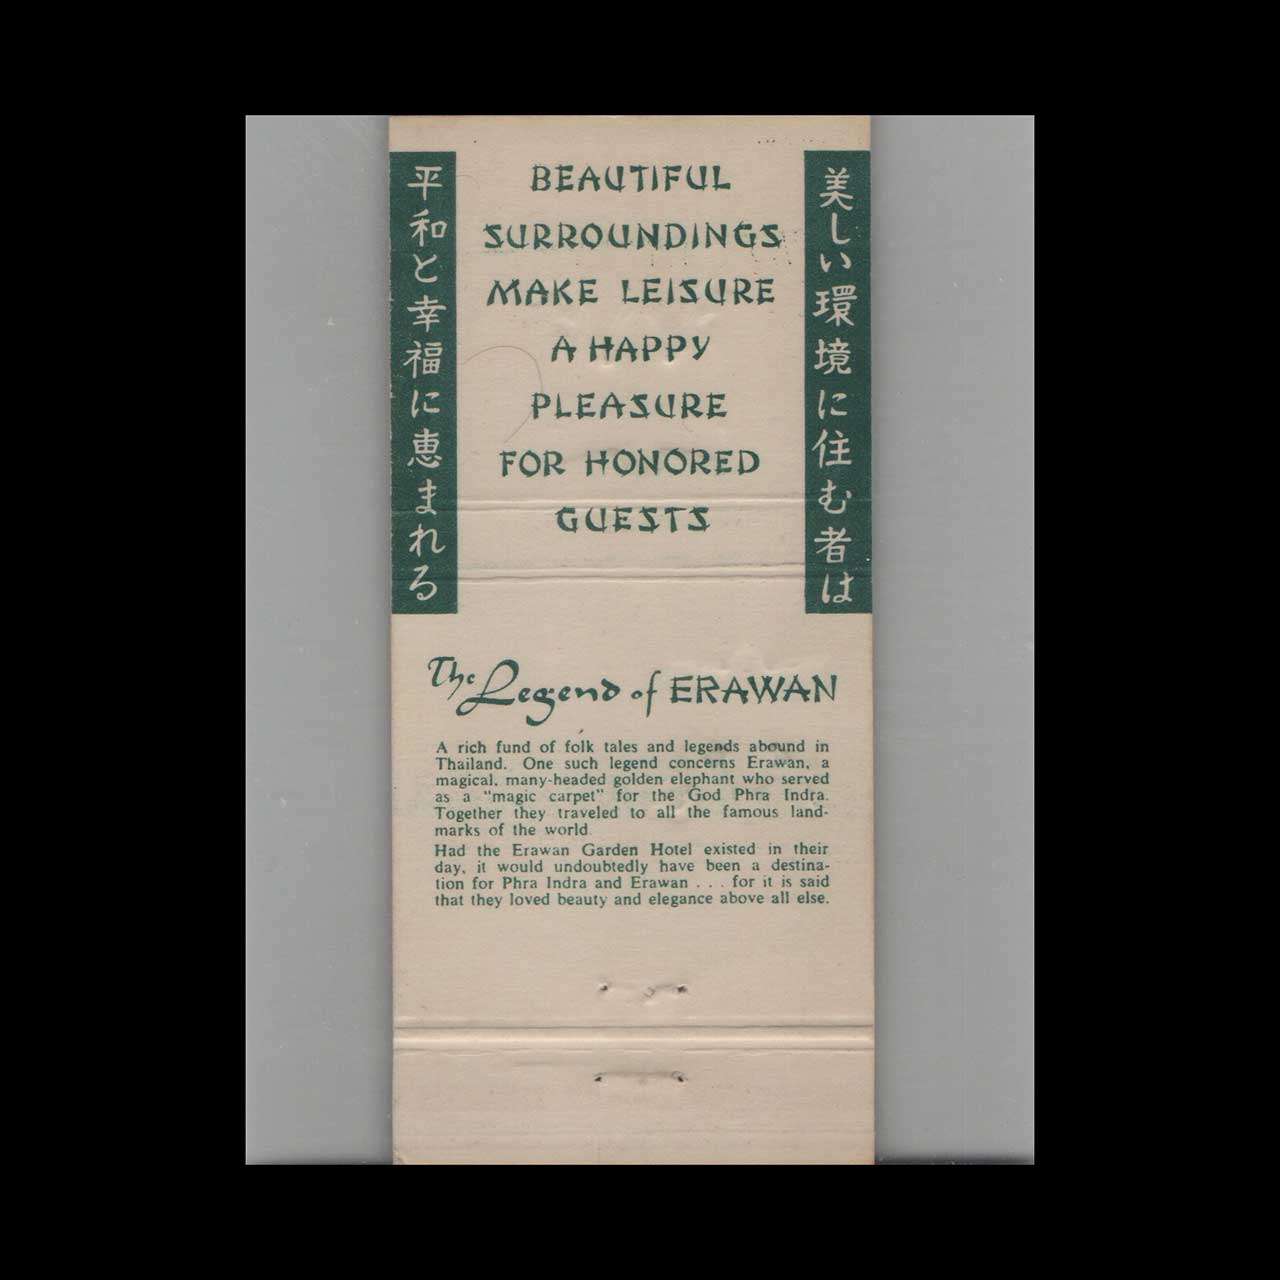 BEAUTIFUL
SURROUNDINGS
MAKE LEISURE
A HAPPY
PLEASURE
FOR HONORED
GUESTS
美しい環境に住む者は
平和と幸福に恵まれる
The Legend of ERAWAN
A rich fund of folk tales and legends abound in
Thailand. One such legend concerns Erawan, a
magical, many-headed golden elephant who served
as a "magic carpet" for the God Phra Indra.
Together they traveled to all the famous land-
marks of the world.
Had the Erawan Garden Hotel existed in their
day, it would undoubtedly have been a destina-
tion for Phra Indra and Erawan . . . for it is said
that they loved beauty and elegance above all else.